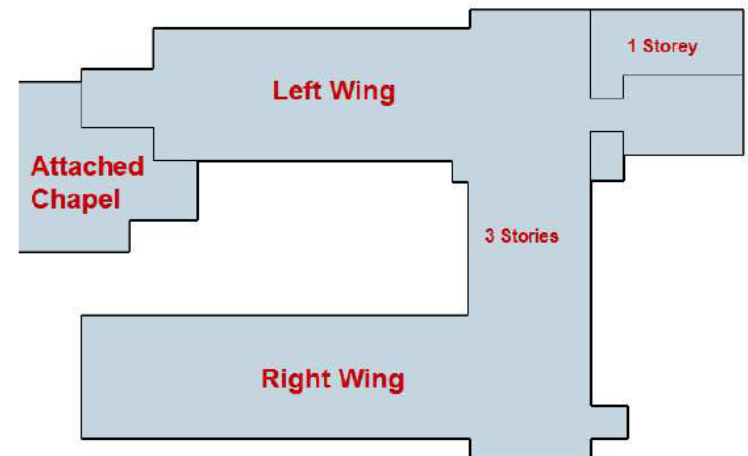 1 Storey
Left Wing
Attached
Chapel
3 Stories
Right Wing